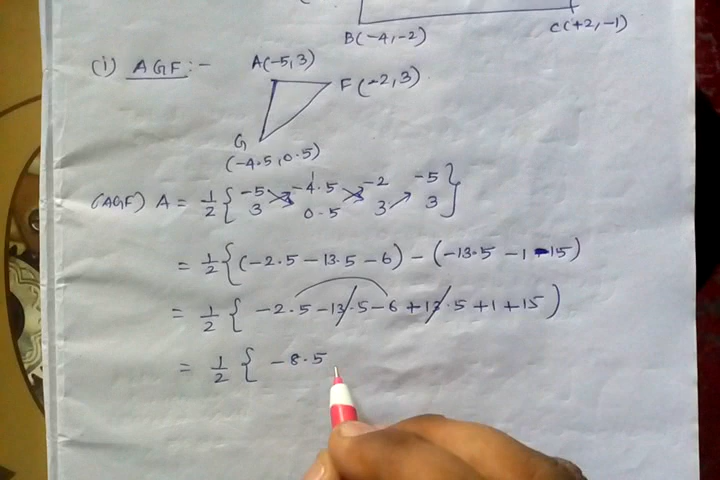 B(-4,-2) C(+2,-1)
(i) AGF :-
A(-5,3)
F(-2,3)
G
(-4.5,0.5)
(AGF) A = 1/2 { -5 -4.5 -2 -5
3 0.5 3 3 }
= 1/2 { (-2.5 -13.5 -6) - (-13.5 -1 -15)
= 1/2 { -2.5 -13.5 -6 +13.5 +1 +15)
= 1/2 { -8.5